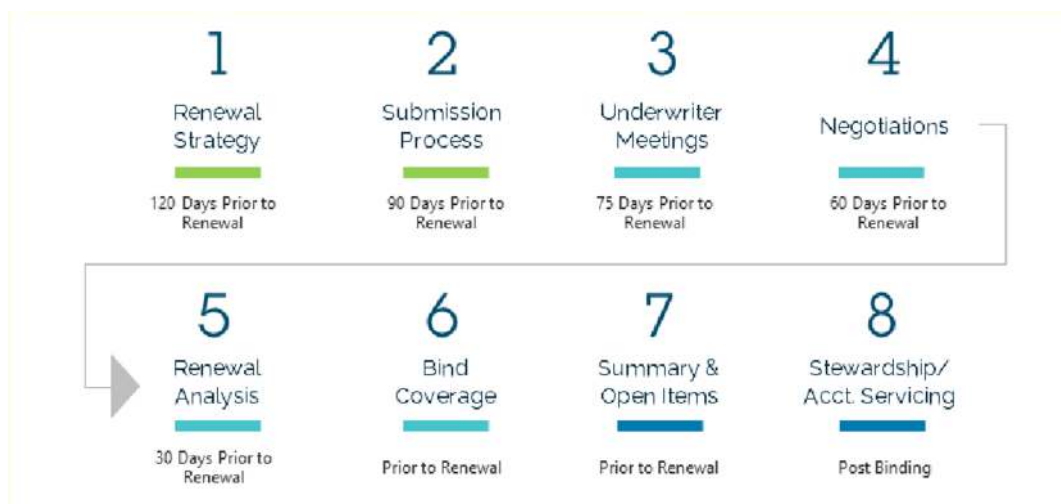 1
Renewal
Strategy
120 Days Prior to
Renewal
2
Submission
Process
90 Days Prior to
Renewal
3
Underwriter
Meetings
75 Days Prior to
Renewal
4
Negotiations
60 Days Prior to
Renewal
5
Renewal
Analysis
30 Days Prior to
Renewal
6
Bind
Coverage
Prior to Renewal
7
Summary &
Open Items
Prior to Renewal
8
Stewardship/
Acct. Servicing
Post Binding